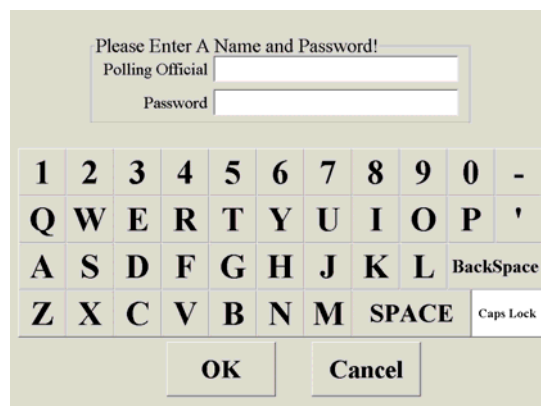 Please Enter A Name and Password!
Polling Official
Password
1 2 3 4 5 6 7 8 9 0 -
Q W E R T Y U I O P '
A S D F G H J K L BackSpace
Z X C V B N M SPACE Caps Lock
OK Cancel